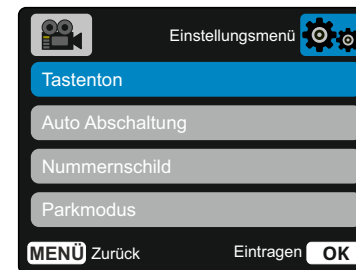 Einstellungsmenü
Tastenton
Auto Abschaltung
Nummernschild
Parkmodus
MENÜ Zurück Eintragen OK